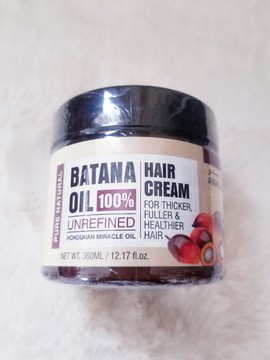 PURE NATURAL
BATANA
OIL 100%
UNREFINED
HONDURAN MIRACLE OIL
HAIR
CREAM
FOR THICKER,
FULLER &
HEALTHIER
HAIR
NET WT. 360ML / 12.17 fl. oz.